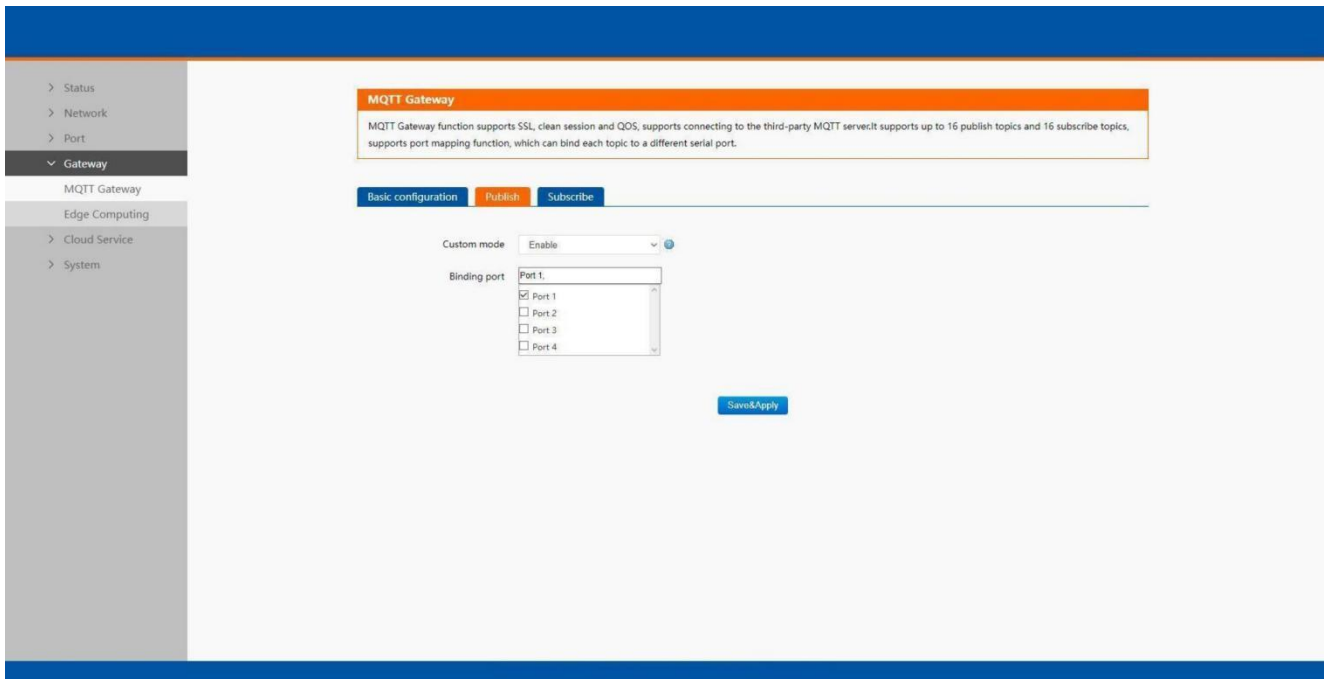 Status
Network
Port
Gateway
MQTT Gateway
Edge Computing
Cloud Service
System
MQTT Gateway
MQTT Gateway function supports SSL, clean session and QOS, supports connecting to the third-party MQTT server.It supports up to 16 publish topics and 16 subscribe topics,
supports port mapping function, which can bind each topic to a different serial port.
Basic configuration Publish Subscribe
Custom mode Enable
Binding port Port 1,
Port 1
Port 2
Port 3
Port 4
Save&Apply